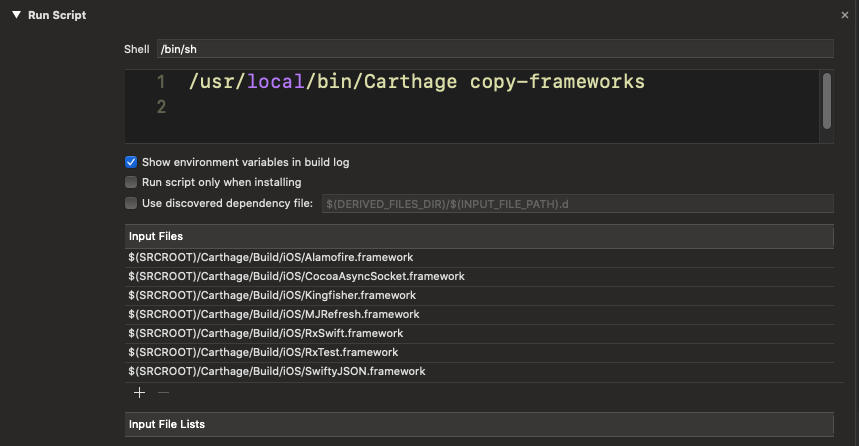 Run Script
Shell /bin/sh
1 /usr/local/bin/Carthage copy-frameworks
2
Show environment variables in build log
Run script only when installing
Use discovered dependency file: $(DERIVED_FILES_DIR)/$(INPUT_FILE_PATH).d
Input Files
$(SRCROOT)/Carthage/Build/iOS/Alamofire.framework
$(SRCROOT)/Carthage/Build/iOS/CocoaAsyncSocket.framework
$(SRCROOT)/Carthage/Build/iOS/Kingfisher.framework
$(SRCROOT)/Carthage/Build/iOS/MJRefresh.framework
$(SRCROOT)/Carthage/Build/iOS/RxSwift.framework
$(SRCROOT)/Carthage/Build/iOS/RxTest.framework
$(SRCROOT)/Carthage/Build/iOS/SwiftyJSON.framework
Input File Lists